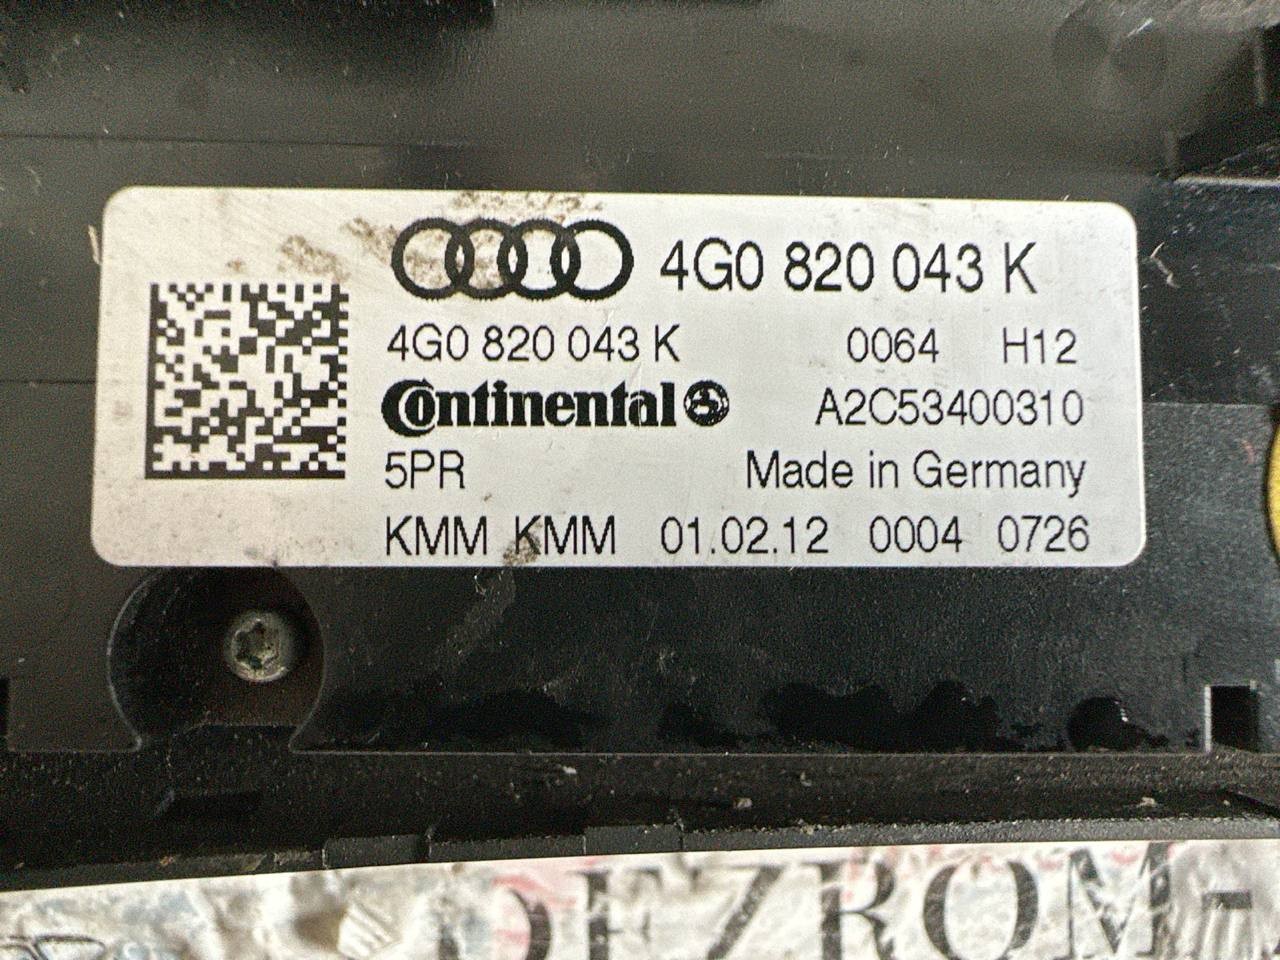 4G0 820 043 K
4G0 820 043 K 0064 H12
Continental A2C53400310
5PR Made in Germany
KMM KMM 01.02.12 0004 0726
DEZROM-